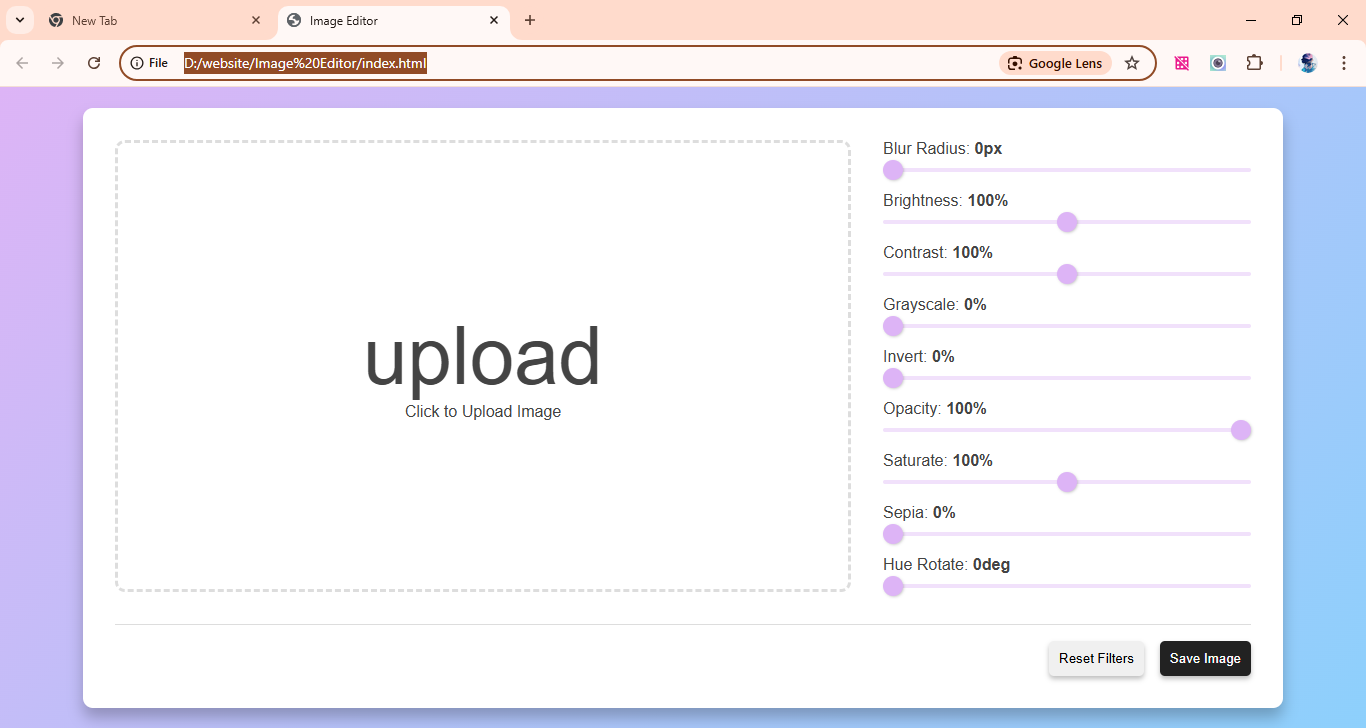 New Tab
Image Editor
File
D:/website/Image%20Editor/index.html
Google Lens
upload
Click to Upload Image
Blur Radius: 0px
Brightness: 100%
Contrast: 100%
Grayscale: 0%
Invert: 0%
Opacity: 100%
Saturate: 100%
Sepia: 0%
Hue Rotate: 0deg
Reset Filters
Save Image